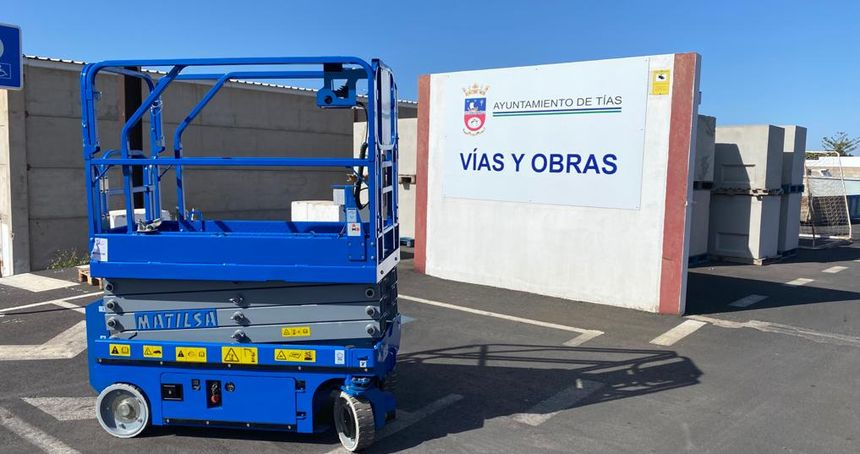 AYUNTAMIENTO DE TÍAS
VÍAS Y OBRAS
MATILSA